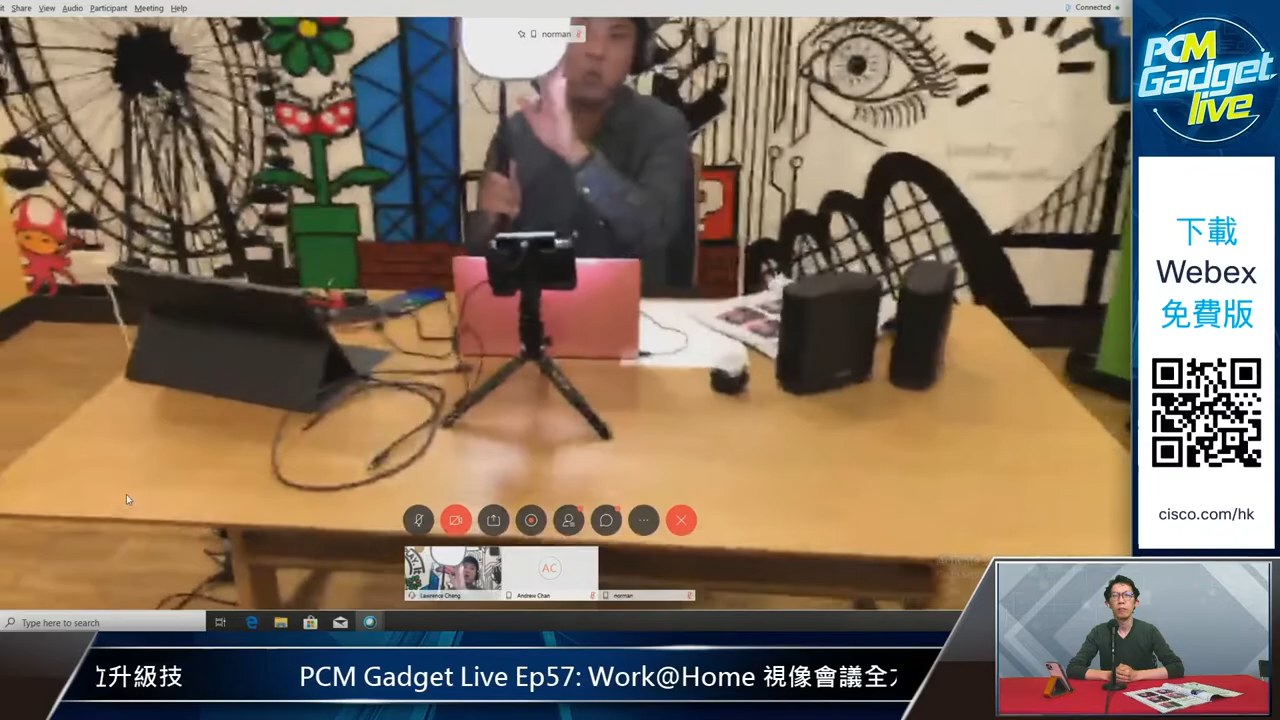 Share View Audio Participant Meeting Help
Connected
norman
PCM
Gadget
live
下載
Webex
免費版
cisco.com/hk
?
AC
Lawrence Cheng
Andrew Chan
norman
Type here to search
升級技
PCM Gadget Live Ep57: Work@Home 視像會議全